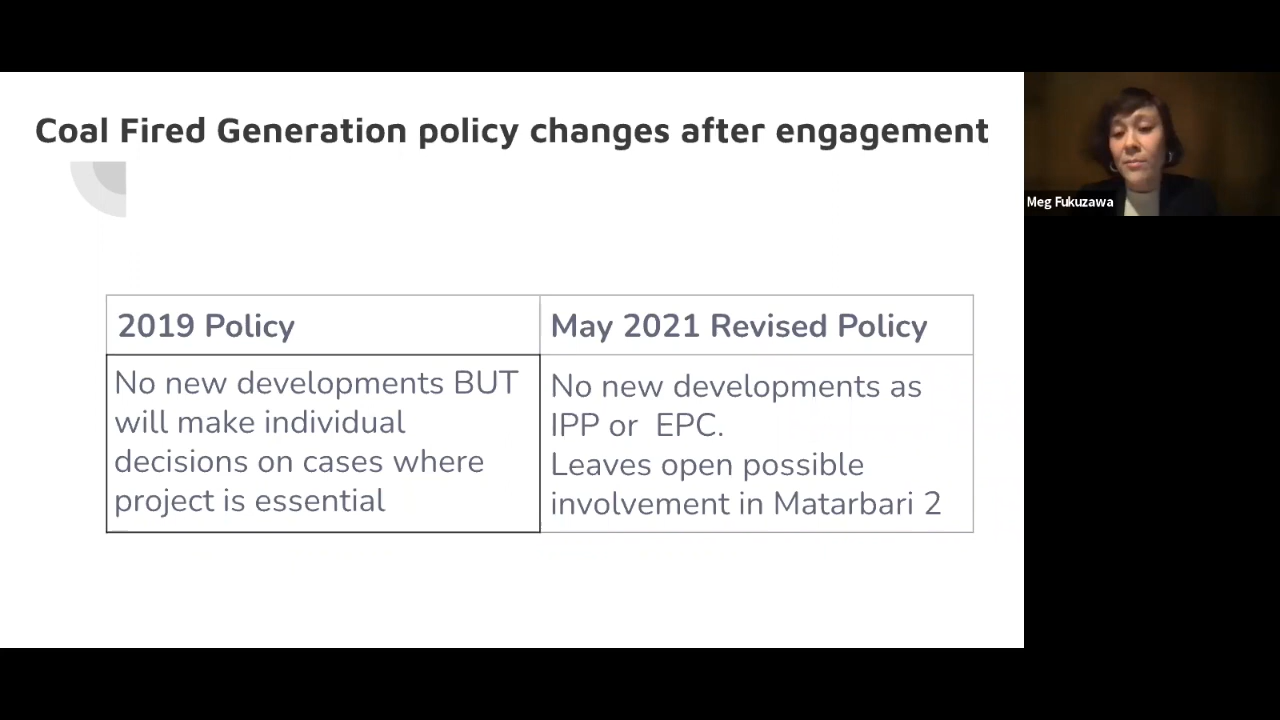 Coal Fired Generation policy changes after engagement
Meg Fukuzawa
2019 Policy
May 2021 Revised Policy
No new developments BUT
will make individual
decisions on cases where
project is essential
No new developments as
IPP or EPC.
Leaves open possible
involvement in Matarbari 2